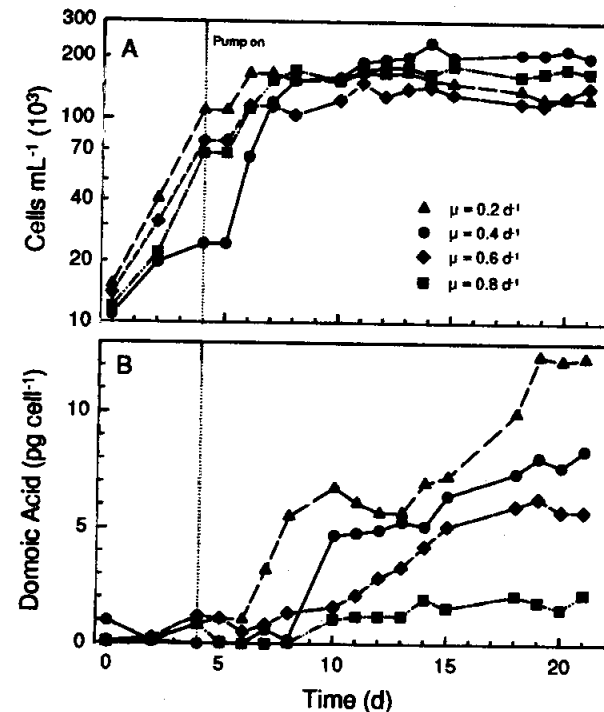 A
Pump on
300
200
100
70
40
20
10
Cells mL⁻¹ (10³)
μ = 0.2 d⁻¹
μ = 0.4 d⁻¹
μ = 0.6 d⁻¹
μ = 0.8 d⁻¹
B
10
5
0
Domoic Acid (pg cell⁻¹)
0 5 10 15 20
Time (d)